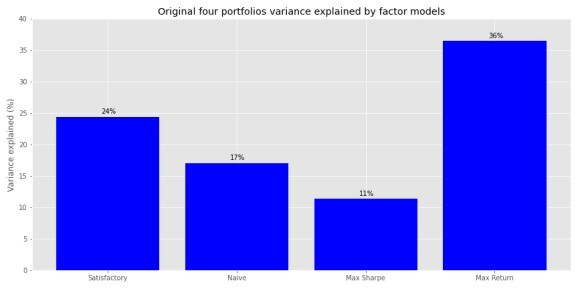 Original four portfolios variance explained by factor models
Variance explained (%)
40
35
30
25
20
15
10
5
0
24%
17%
11%
36%
Satisfactory
Naive
Max Sharpe
Max Return